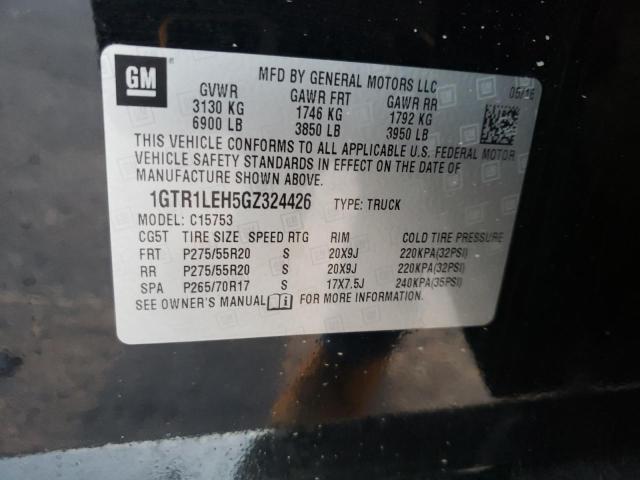 GM
MFD BY GENERAL MOTORS LLC
05/16
GVWR GAWR FRT GAWR RR
3130 KG 1746 KG 1792 KG
6900 LB 3850 LB 3950 LB
THIS VEHICLE CONFORMS TO ALL APPLICABLE U.S. FEDERAL MOTOR
VEHICLE SAFETY STANDARDS IN EFFECT ON THE DATE OF
MANUFACTURE SHOWN ABOVE.
1GTR1LEH5GZ324426 TYPE: TRUCK
MODEL: C15753
CG5T TIRE SIZE SPEED RTG RIM COLD TIRE PRESSURE
FRT P275/55R20 S 20X9J 220KPA(32PSI)
RR P275/55R20 S 20X9J 220KPA(32PSI)
SPA P265/70R17 S 17X7.5J 240KPA(35PSI)
SEE OWNER'S MANUAL FOR MORE INFORMATION.